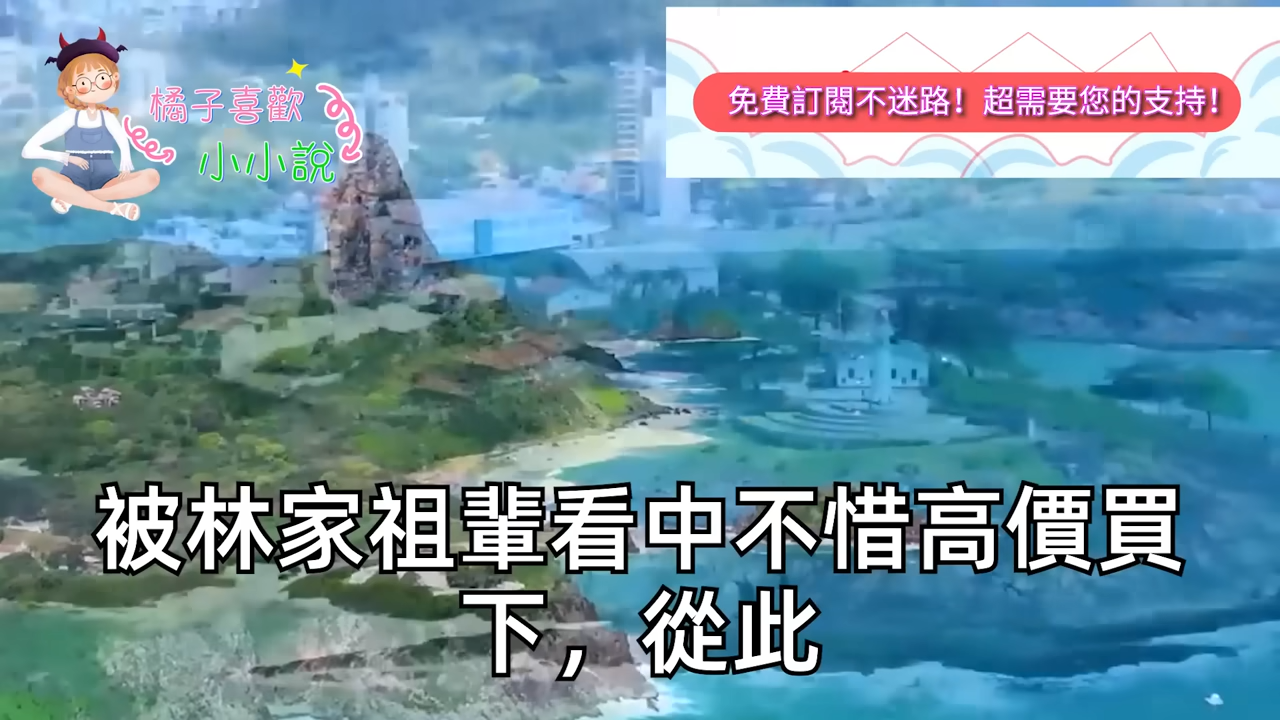 橘子喜歡
小小說
免費訂閱不迷路！超需要您的支持！
被林家祖輩看中不惜高價買
下，從此